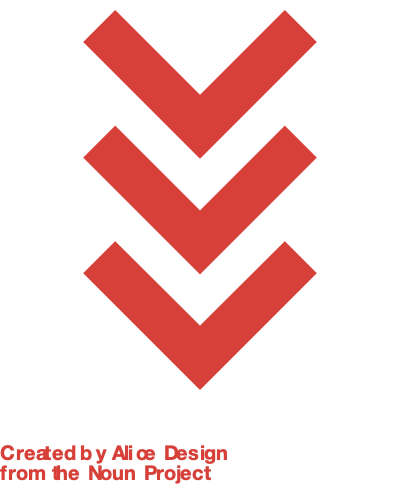 Created by Alice Design
from the Noun Project